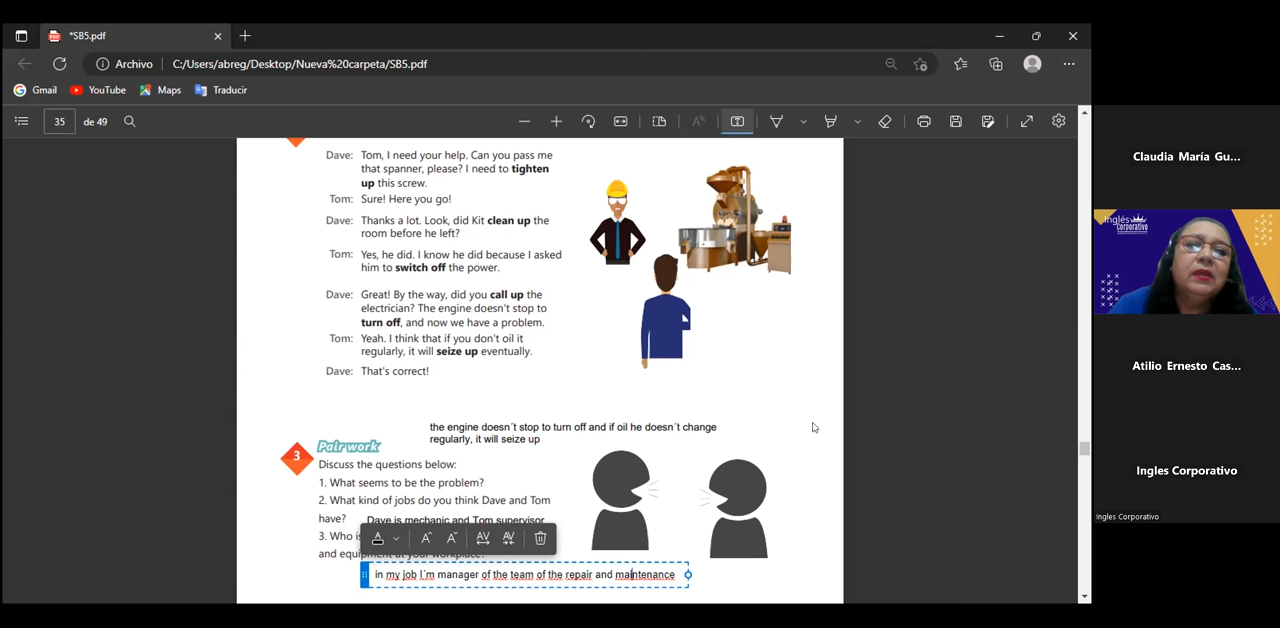 *SB5.pdf
Archivo
C:/Users/abreg/Desktop/Nueva%20carpeta/SB5.pdf
Gmail
YouTube
Maps
Traducir
35
de 49
Dave: Tom, I need your help. Can you pass me
that spanner, please? I need to tighten
up this screw.
Tom: Sure! Here you go!
Dave: Thanks a lot. Look, did Kit clean up the
room before he left?
Tom: Yes, he did. I know he did because I asked
him to switch off the power.
Dave: Great! By the way, did you call up the
electrician? The engine doesn't stop to
turn off, and now we have a problem.
Tom: Yeah. I think that if you don't oil it
regularly, it will seize up eventually.
Dave: That's correct!
the engine doesn´t stop to turn off and if oil he doesn´t change
regularly, it will seize up
3
Pair work
Discuss the questions below:
1. What seems to be the problem?
2. What kind of jobs do you think Dave and Tom
have?
Dave is mechanic and Tom supervisor
3. Who is
and equipment at your workplace?
in my job I´m manager of the team of the repair and maintenance
Claudia María Gu...
Inglés
Corporativo
Atilio Ernesto Cas...
Ingles Corporativo
Ingles Corporativo